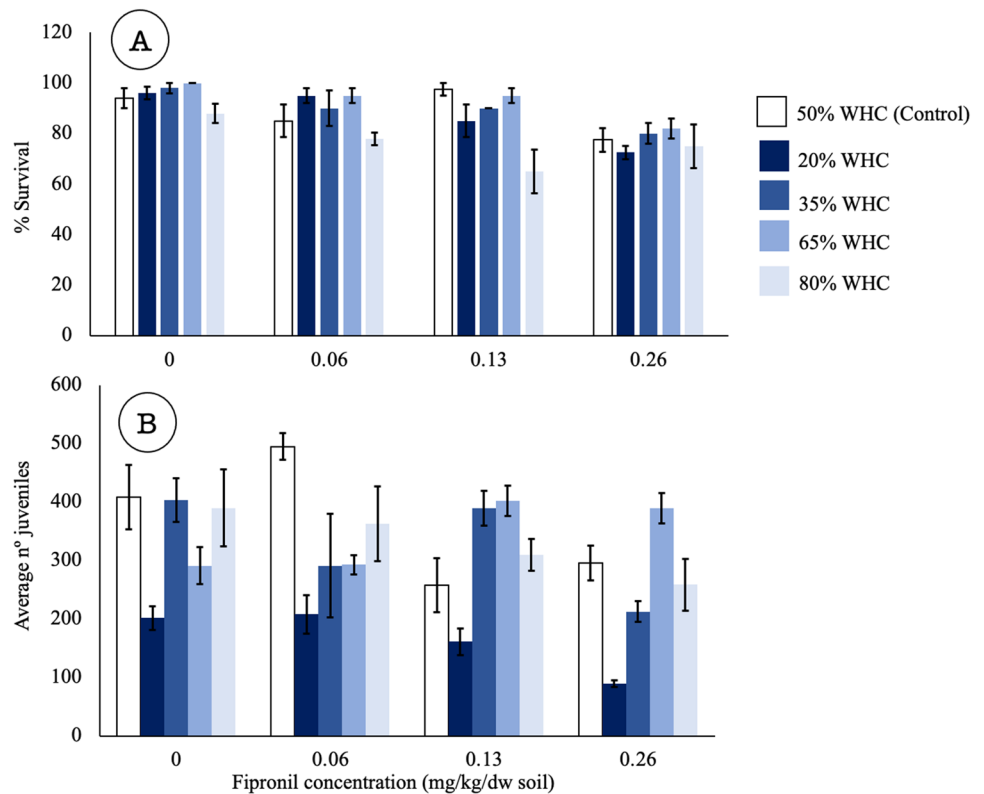 A
120
100
80
60
40
20
0
% Survival
0 0.06 0.13 0.26
50% WHC (Control)
20% WHC
35% WHC
65% WHC
80% WHC
B
600
500
400
300
200
100
0
Average nº juveniles
0 0.06 0.13 0.26
Fipronil concentration (mg/kg/dw soil)